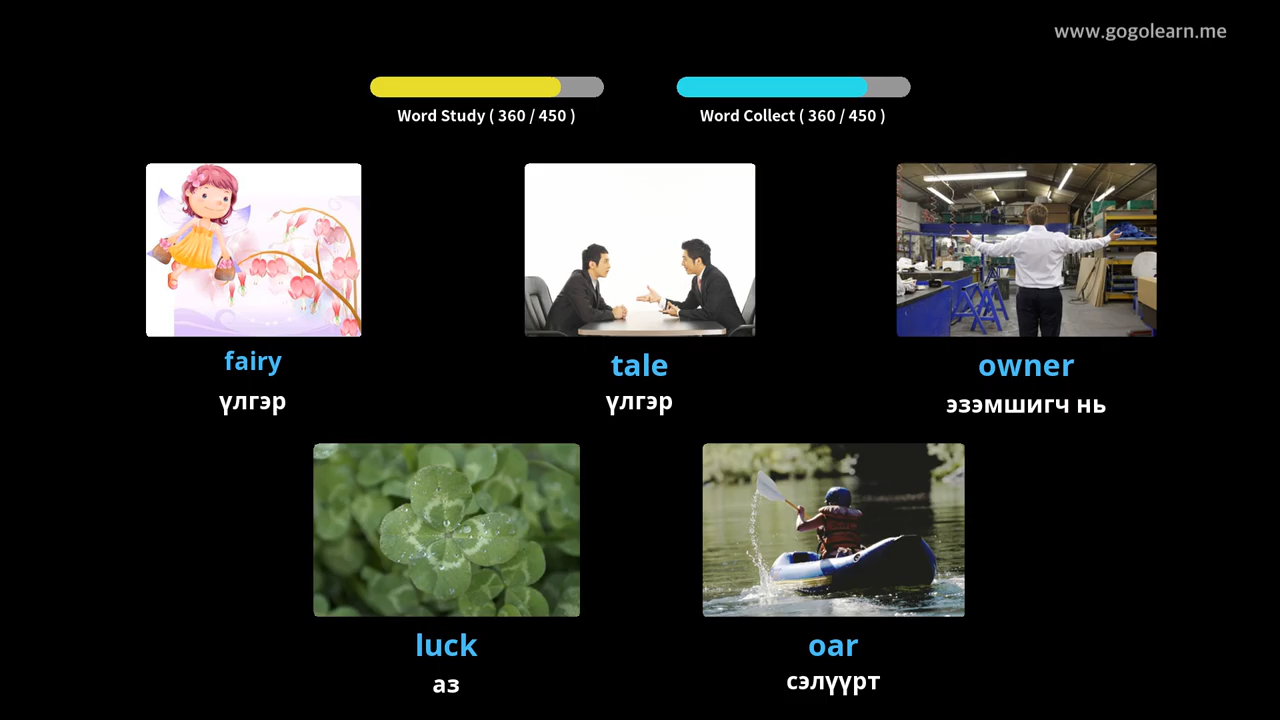 www.gogolearn.me
Word Study ( 360 / 450 )
Word Collect ( 360 / 450 )
fairy
үлгэр
tale
үлгэр
owner
эзэмшигч нь
luck
аз
oar
сэлүүрт